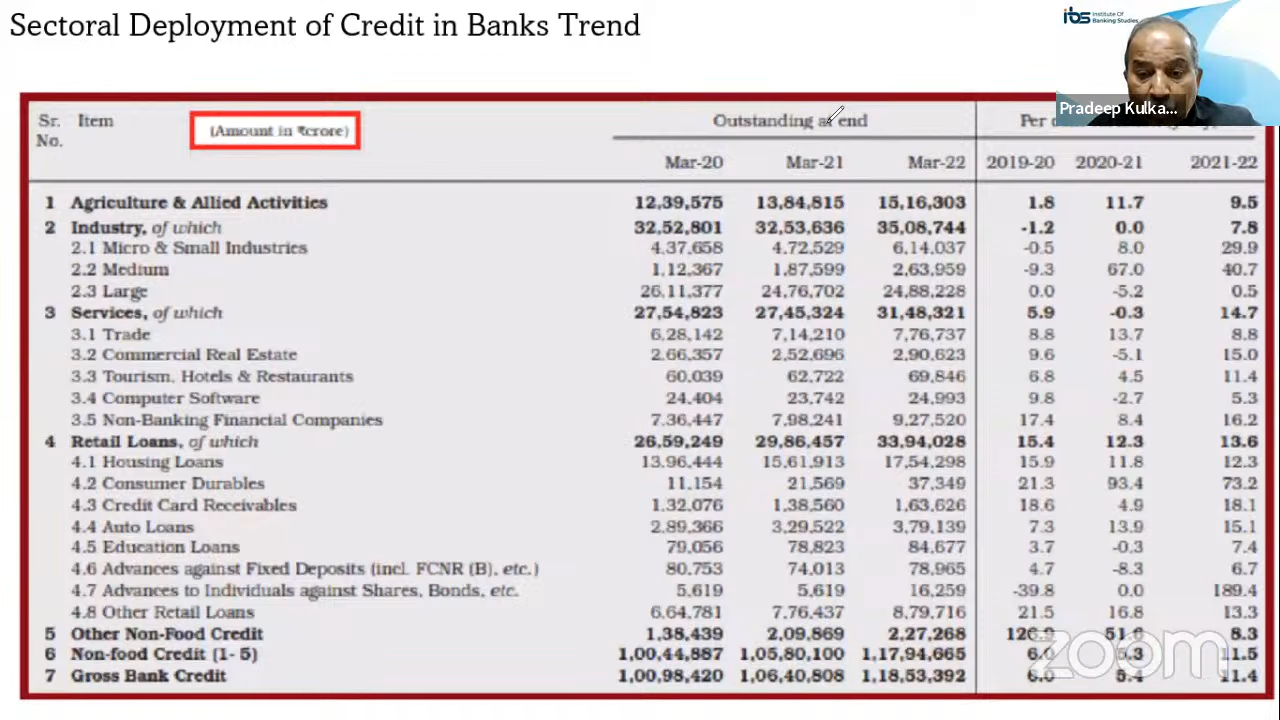 Sectoral Deployment of Credit in Banks Trend
ibs Institute Of
Banking Studies
Pradeep Kulka...
Sr. Item (Amount in ₹crore) Outstanding at end Per
No.
Mar-20 Mar-21 Mar-22 2019-20 2020-21 2021-22
1 Agriculture & Allied Activities 12,39,575 13,84,815 15,16,303 1.8 11.7 9.5
2 Industry, of which 32,52,801 32,53,636 35,08,744 -1.2 0.0 7.8
2.1 Micro & Small Industries 4,37,658 4,72,529 6,14,037 -0.5 8.0 29.9
2.2 Medium 1,12,367 1,87,599 2,63,959 -9.3 67.0 40.7
2.3 Large 26,11,377 24,76,702 24,88,228 0.0 -5.2 0.5
3 Services, of which 27,54,823 27,45,324 31,48,321 5.9 -0.3 14.7
3.1 Trade 6,28,142 7,14,210 7,76,737 8.8 13.7 8.8
3.2 Commercial Real Estate 2,66,357 2,52,696 2,90,623 9.6 -5.1 15.0
3.3 Tourism, Hotels & Restaurants 60,039 62,722 69,846 6.8 4.5 11.4
3.4 Computer Software 24,404 23,742 24,993 9.8 -2.7 5.3
3.5 Non-Banking Financial Companies 7,36,447 7,98,241 9,27,520 17.4 8.4 16.2
4 Retail Loans, of which 26,59,249 29,86,457 33,94,028 15.4 12.3 13.6
4.1 Housing Loans 13,96,444 15,61,913 17,54,298 15.9 11.8 12.3
4.2 Consumer Durables 11,154 21,569 37,349 21.3 93.4 73.2
4.3 Credit Card Receivables 1,32,076 1,38,560 1,63,626 18.6 4.9 18.1
4.4 Auto Loans 2,89,366 3,29,522 3,79,139 7.3 13.9 15.1
4.5 Education Loans 79,056 78,823 84,677 3.7 -0.3 7.4
4.6 Advances against Fixed Deposits (incl. FCNR (B), etc.) 80,753 74,013 78,965 4.7 -8.3 6.7
4.7 Advances to Individuals against Shares, Bonds, etc. 5,619 5,619 16,259 -39.8 0.0 189.4
4.8 Other Retail Loans 6,64,781 7,76,437 8,79,716 21.5 16.8 13.3
5 Other Non-Food Credit 1,38,439 2,09,869 2,27,268 126.9 51.6 8.3
6 Non-food Credit (1- 5) 1,00,44,887 1,05,80,100 1,17,94,665 6.0 5.3 11.5
7 Gross Bank Credit 1,00,98,420 1,06,40,808 1,18,53,392 6.0 5.4 11.4
zoom